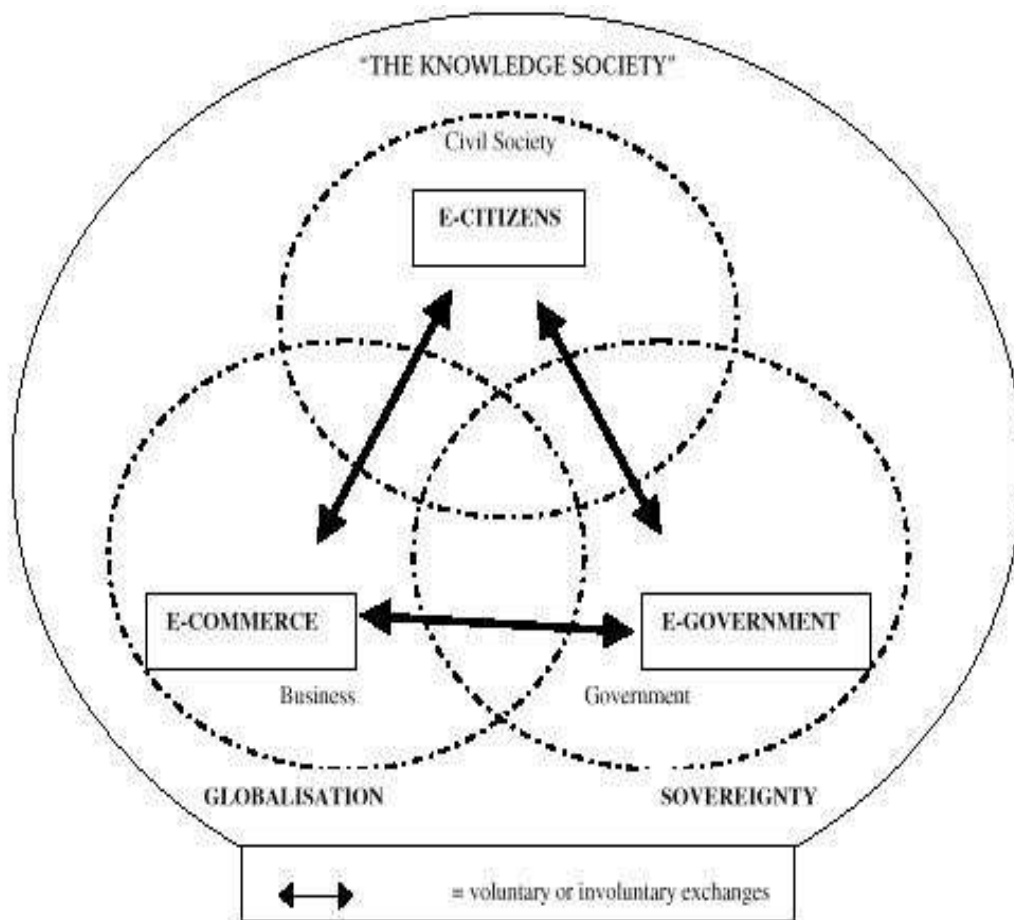 "THE KNOWLEDGE SOCIETY"
Civil Society
E-CITIZENS
E-COMMERCE
E-GOVERNMENT
Business
Government
GLOBALISATION
SOVEREIGNTY
= voluntary or involuntary exchanges